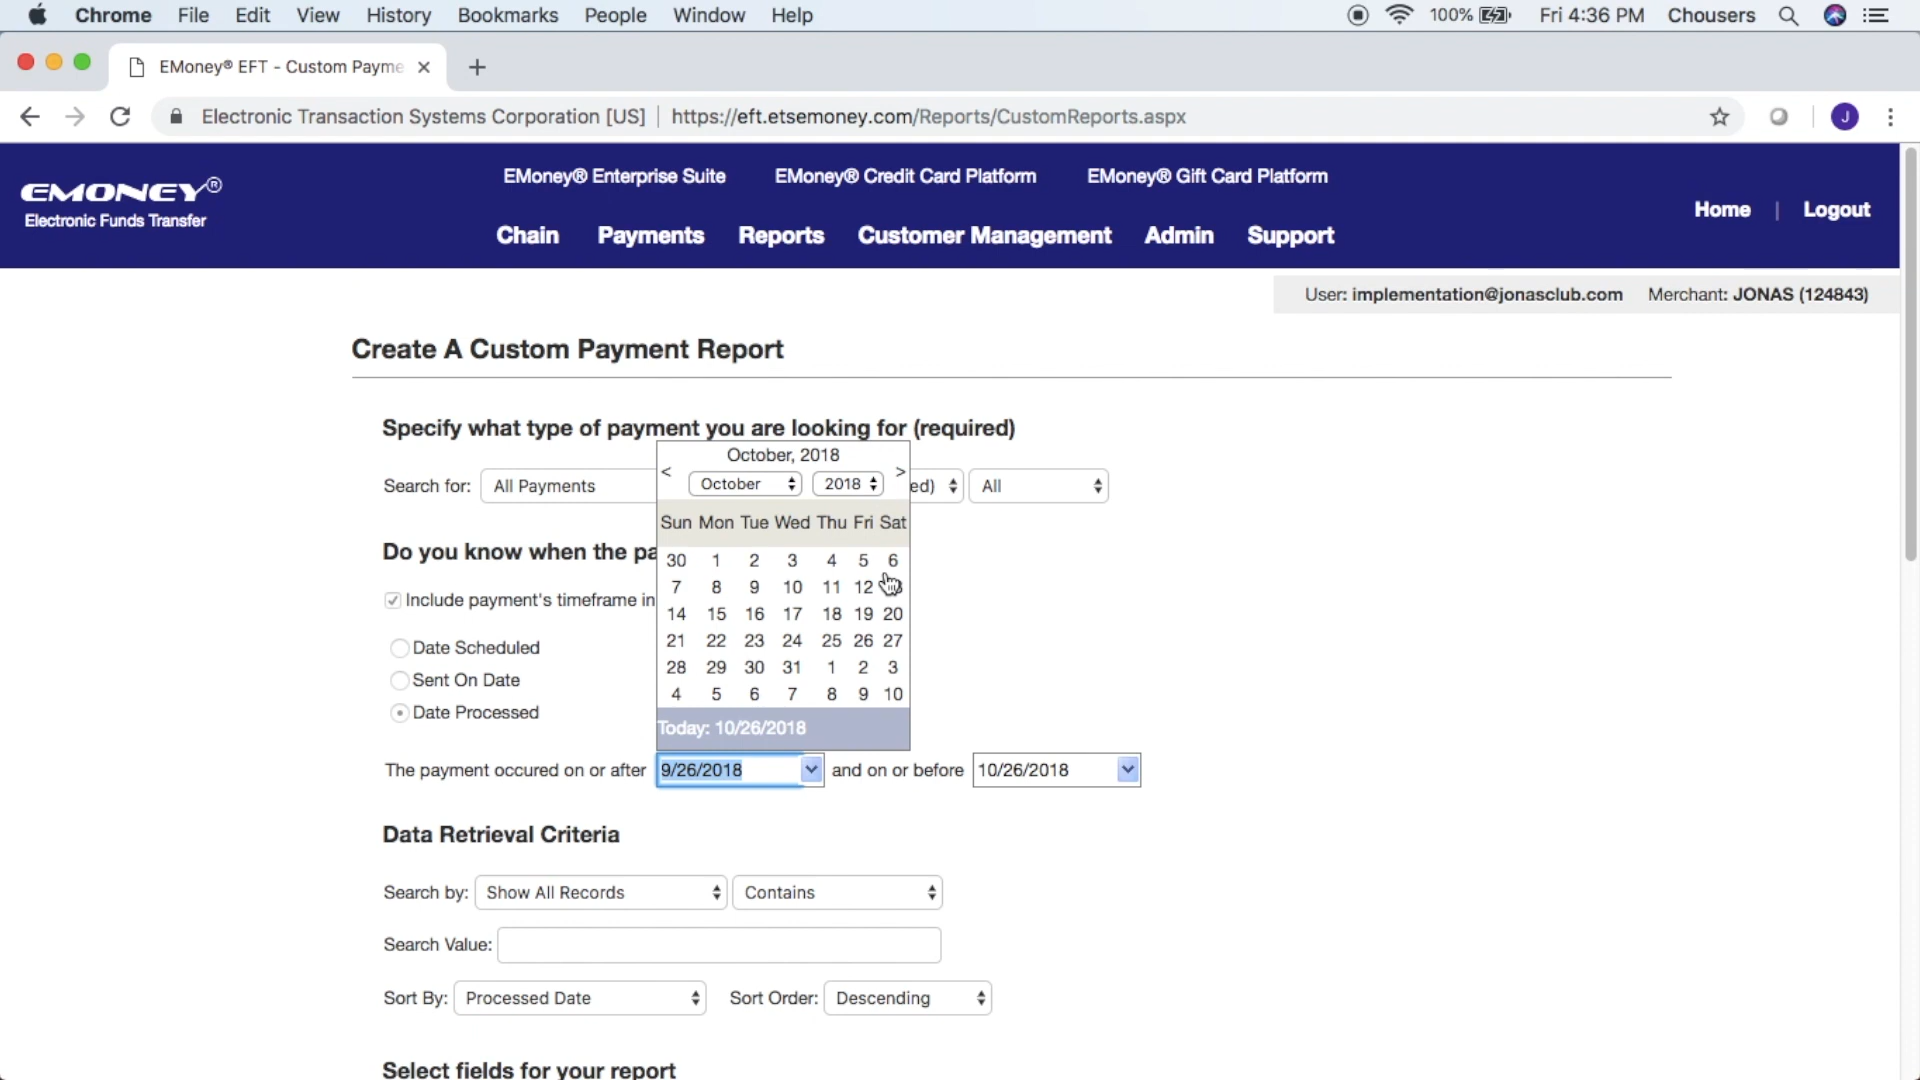 Chrome File Edit View History Bookmarks People Window Help 100% Fri 4:36 PM Chousers
EMoney® EFT - Custom Payme
Electronic Transaction Systems Corporation [US] https://eft.etsemoney.com/Reports/CustomReports.aspx J
EMoney® Enterprise Suite EMoney® Credit Card Platform EMoney® Gift Card Platform
EMONEY®
Electronic Funds Transfer
Home | Logout
Chain Payments Reports Customer Management Admin Support
User: implementation@jonasclub.com Merchant: JONAS (124843)
Create A Custom Payment Report
Specify what type of payment you are looking for (required)
October, 2018
< October 2018 >
Search for: All Payments ed) All
Sun Mon Tue Wed Thu Fri Sat
Do you know when the pa
30 1 2 3 4 5 6
7 8 9 10 11 12
Include payment's timeframe in
14 15 16 17 18 19 20
21 22 23 24 25 26 27
Date Scheduled
28 29 30 31 1 2 3
Sent On Date
4 5 6 7 8 9 10
Date Processed
Today: 10/26/2018
The payment occured on or after 9/26/2018 and on or before 10/26/2018
Data Retrieval Criteria
Search by: Show All Records Contains
Search Value:
Sort By: Processed Date Sort Order: Descending
Select fields for your report